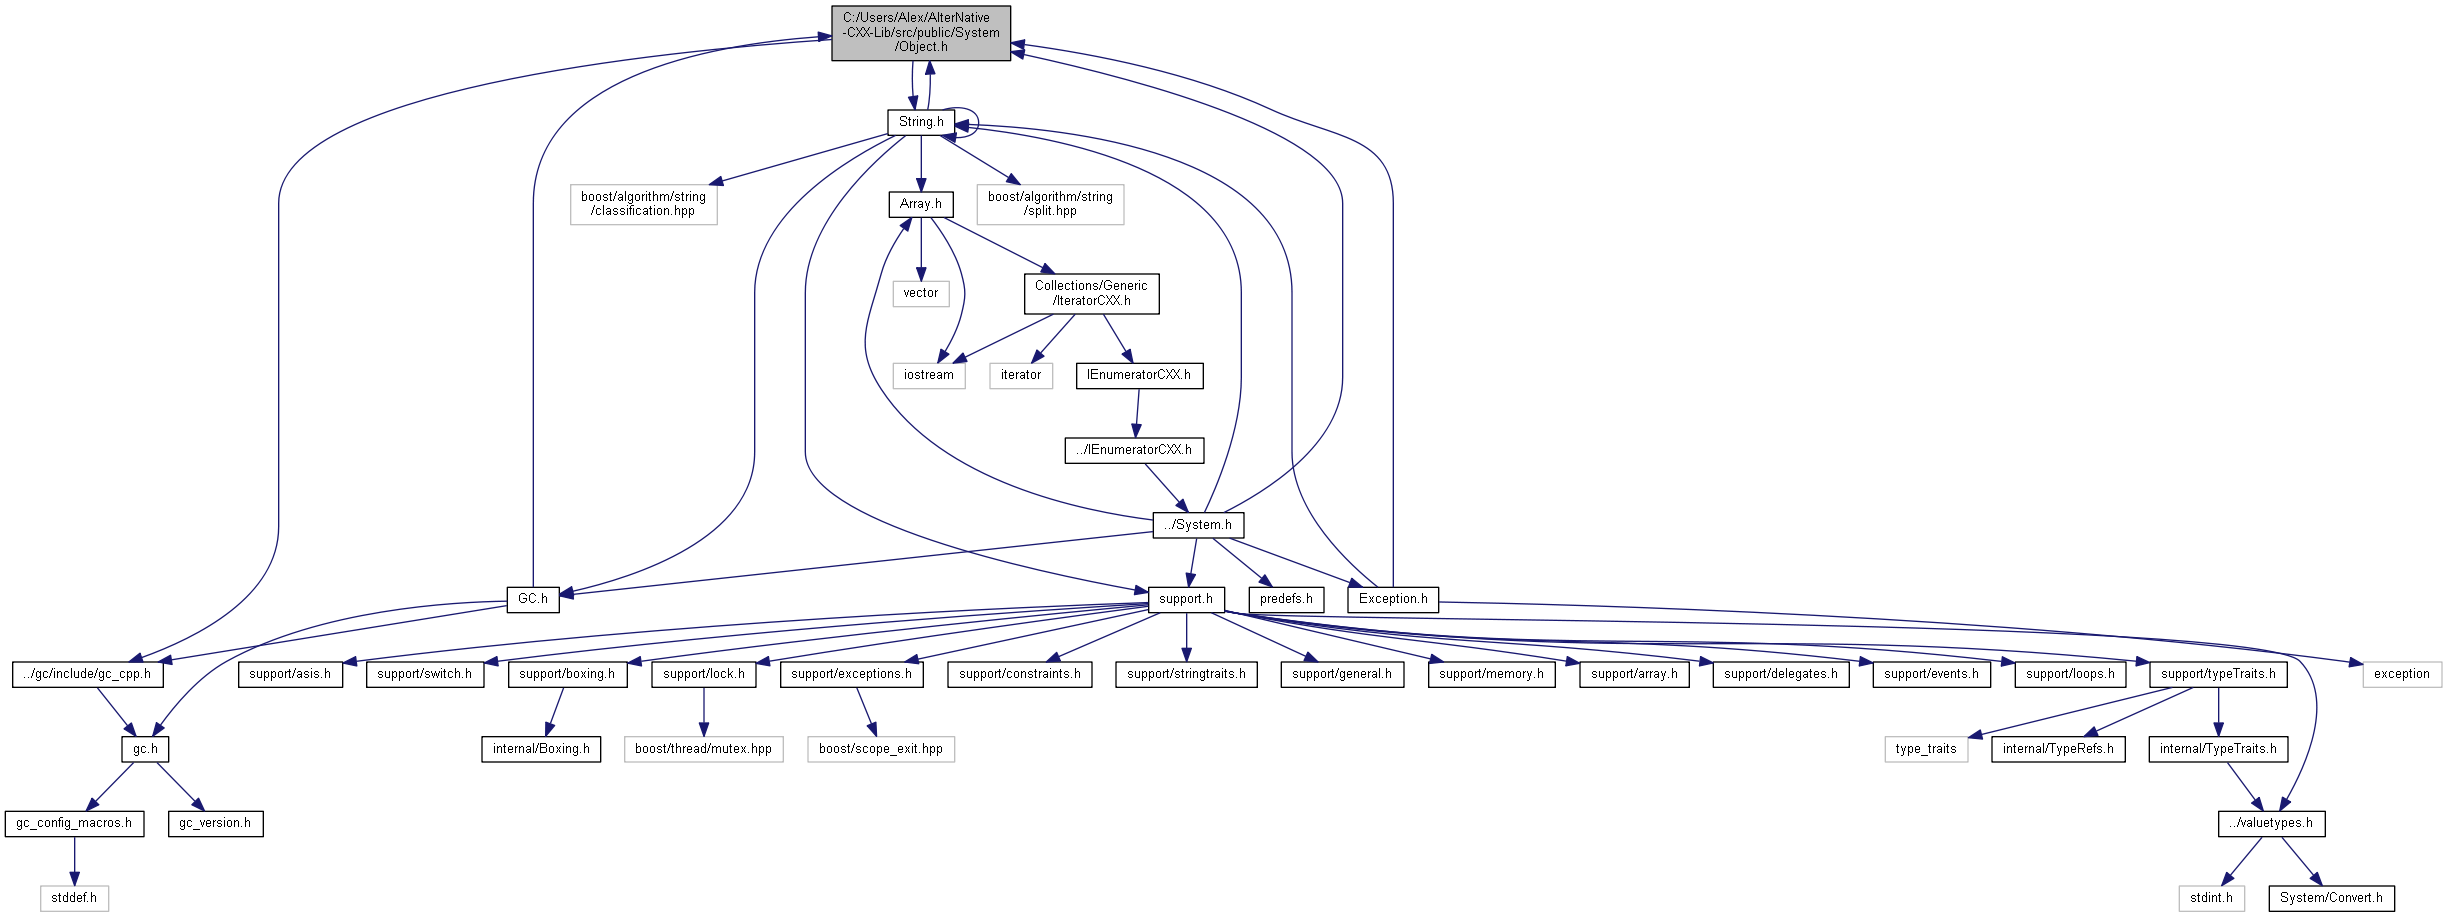 C:/Users/Alex/AlterNative
-CXX-Lib/src/public/System
/Object.h
String.h
boost/algorithm/string
/classification.hpp
Array.h
boost/algorithm/string
/split.hpp
vector
Collections/Generic
/IteratorCXX.h
iostream
iterator
IEnumeratorCXX.h
../IEnumeratorCXX.h
../System.h
GC.h
support.h
predefs.h
Exception.h
../gc/include/gc_cpp.h
support/asis.h
support/switch.h
support/boxing.h
support/lock.h
support/exceptions.h
support/constraints.h
support/stringtraits.h
support/general.h
support/memory.h
support/array.h
support/delegates.h
support/events.h
support/loops.h
support/typeTraits.h
exception
gc.h
internal/Boxing.h
boost/thread/mutex.hpp
boost/scope_exit.hpp
type_traits
internal/TypeRefs.h
internal/TypeTraits.h
gc_config_macros.h
gc_version.h
../valuetypes.h
stddef.h
stdint.h
System/Convert.h